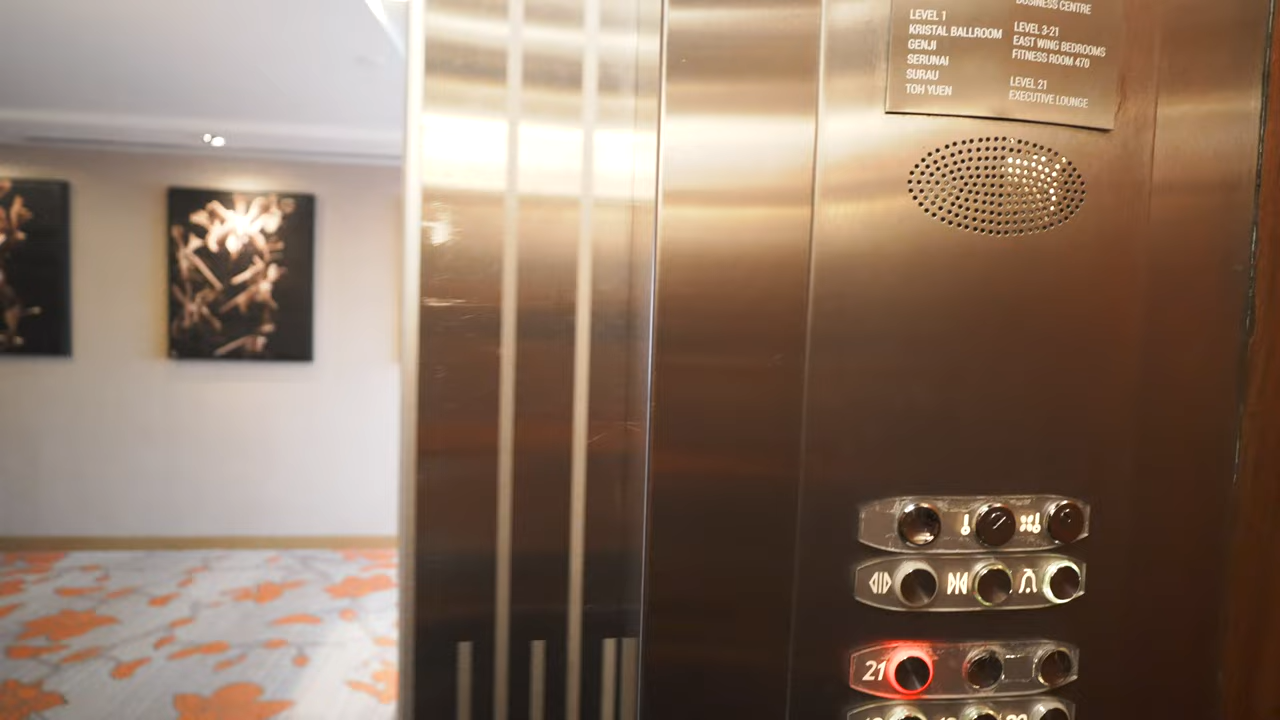 LEVEL 1
KRISTAL BALLROOM
GENJI
SERUNAI
SURAU
TOH YUEN
BUSINESS CENTRE
LEVEL 3-21
EAST WING BEDROOMS
FITNESS ROOM 470
LEVEL 21
EXECUTIVE LOUNGE
21